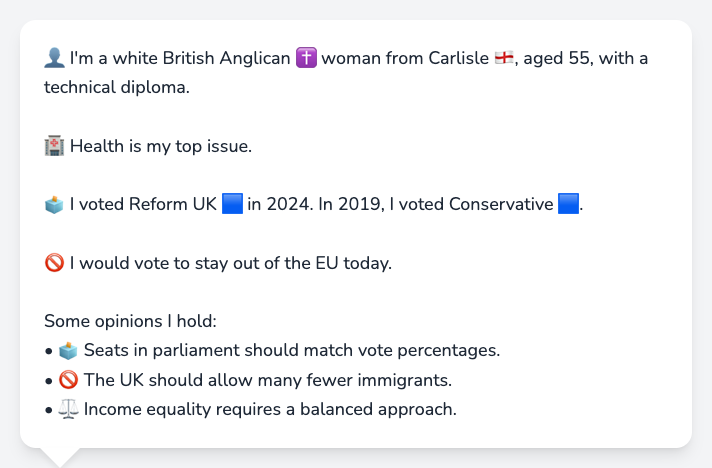 👤 I'm a white British Anglican ✝️ woman from Carlisle 🏴󠁧󠁢󠁥󠁮󠁧󠁿, aged 55, with a
technical diploma.
🏥 Health is my top issue.
🗳️ I voted Reform UK 🟦 in 2024. In 2019, I voted Conservative 🟦.
🚫 I would vote to stay out of the EU today.
Some opinions I hold:
• 🗳️ Seats in parliament should match vote percentages.
• 🚫 The UK should allow many fewer immigrants.
• ⚖️ Income equality requires a balanced approach.